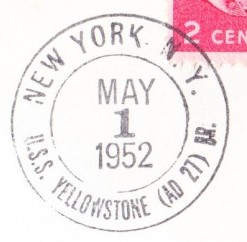 NEW YORK, N.Y.
MAY
1
1952
U.S.S. YELLOWSTONE (AD 27) BR.
2 CEN